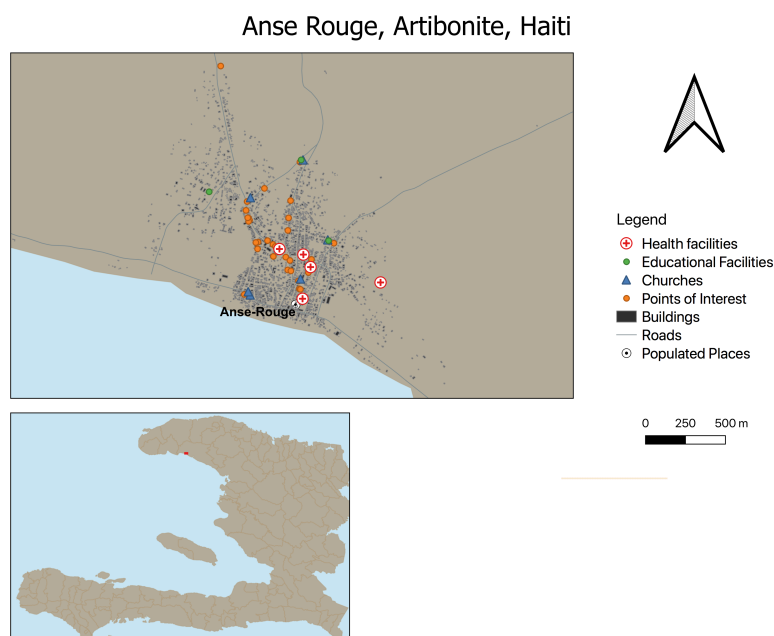 Anse Rouge, Artibonite, Haiti
Anse-Rouge
Legend
Health facilities
Educational Facilities
Churches
Points of Interest
Buildings
Roads
Populated Places
0 250 500 m